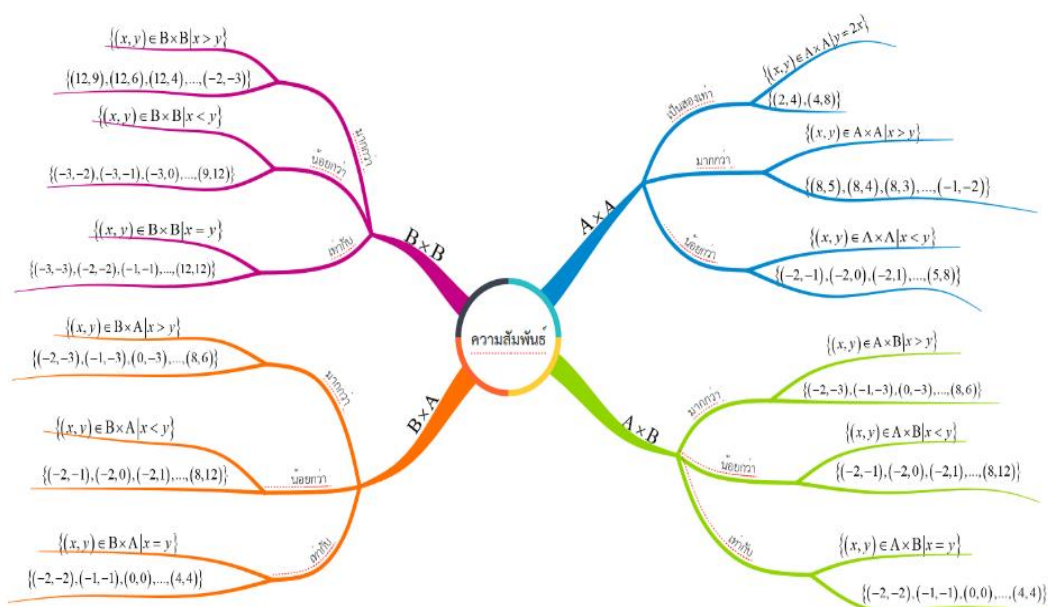 ความสัมพันธ์
A×A
เป็นสองเท่า
{(x, y)∈A×A|y=2x}
{(2,4),(4,8)}
มากกว่า
{(x, y)∈A×A|x>y}
{(8,5),(8,4),(8,3),...,(−1,−2)}
น้อยกว่า
{(x, y)∈A×A|x<y}
{(−2,−1),(−2,0),(−2,1),...,(5,8)}
A×B
มากกว่า
{(x, y)∈A×B|x>y}
{(−2,−3),(−1,−3),(0,−3),...,(8,6)}
น้อยกว่า
{(x, y)∈A×B|x<y}
{(−2,−1),(−2,0),(−2,1),...,(8,12)}
เท่ากับ
{(x, y)∈A×B|x=y}
{(−2,−2),(−1,−1),(0,0),...,(4,4)}
B×B
มากกว่า
{(x, y)∈B×B|x>y}
{(12,9),(12,6),(12,4),...,(−2,−3)}
น้อยกว่า
{(x, y)∈B×B|x<y}
{(−3,−2),(−3,−1),(−3,0),...,(9,12)}
เท่ากับ
{(x, y)∈B×B|x=y}
{(−3,−3),(−2,−2),(−1,−1),...,(12,12)}
B×A
มากกว่า
{(x, y)∈B×A|x>y}
{(−2,−3),(−1,−3),(0,−3),...,(8,6)}
น้อยกว่า
{(x, y)∈B×A|x<y}
{(−2,−1),(−2,0),(−2,1),...,(8,12)}
เท่ากับ
{(x, y)∈B×A|x=y}
{(−2,−2),(−1,−1),(0,0),...,(4,4)}